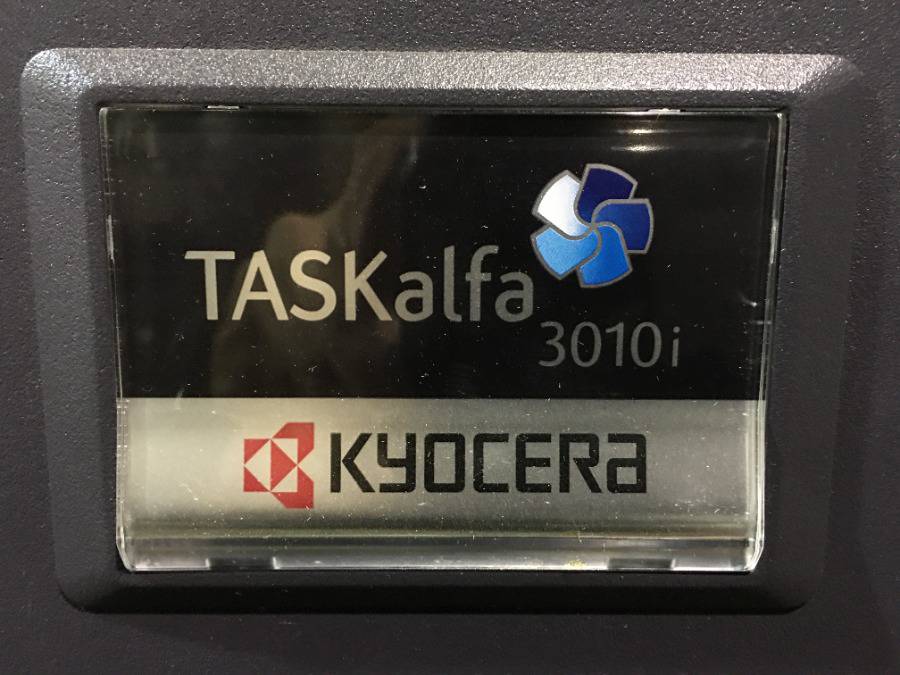 TASKalfa
3010i
KYOCERA